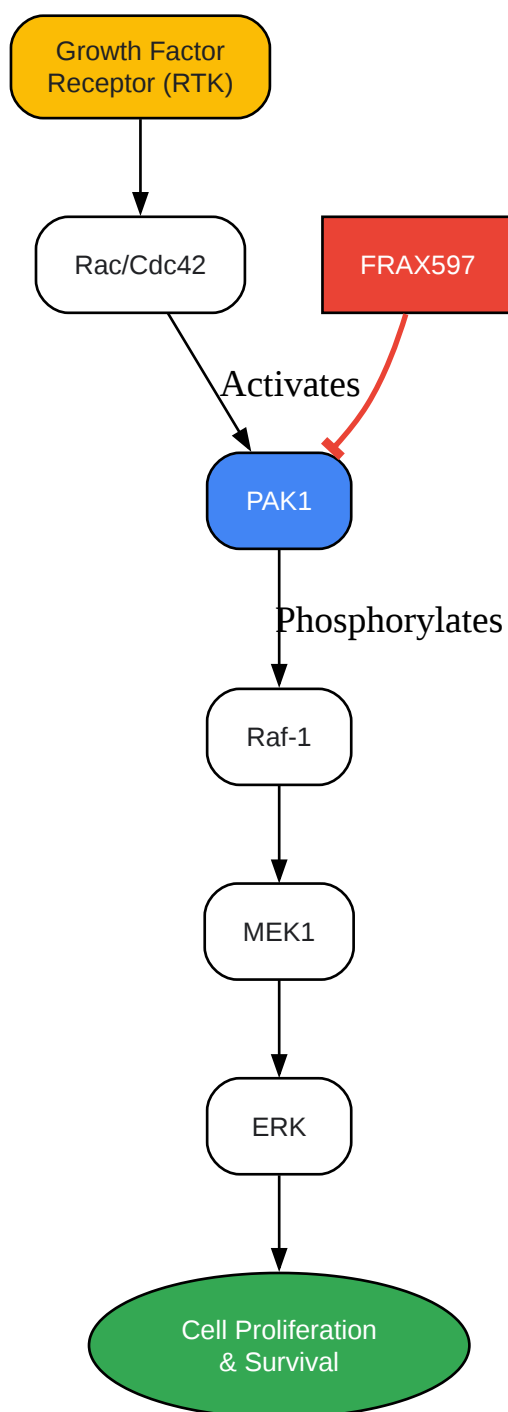 Growth Factor
Receptor (RTK)
Rac/Cdc42
FRAX597
Activates
PAK1
Phosphorylates
Raf-1
MEK1
ERK
Cell Proliferation
& Survival